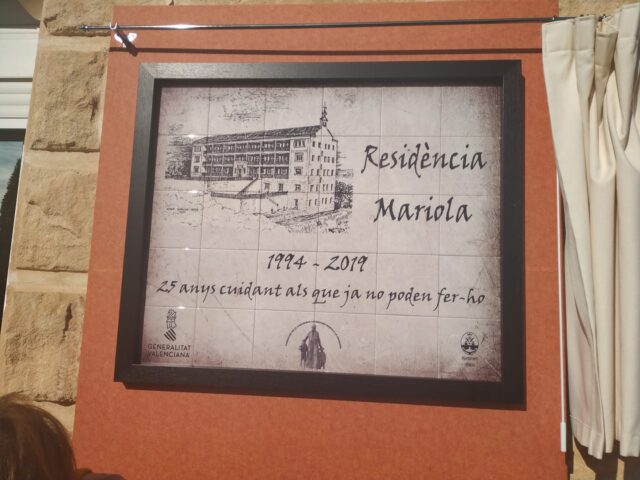 Residència
Mariola
1994 - 2019
25 anys cuidant als que ja no poden fer-ho
GENERALITAT
VALENCIANA